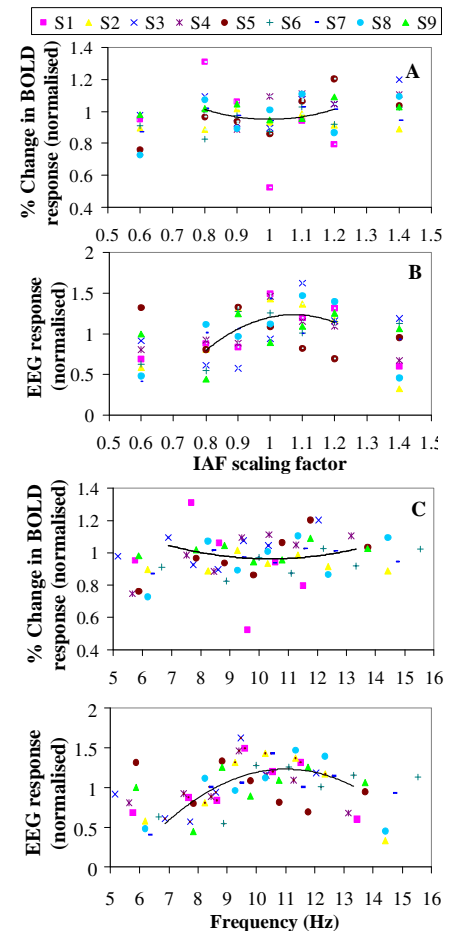 S1 S2 S3 S4 S5 S6 S7 S8 S9
A
% Change in BOLD
response (normalised)
1.4
1.2
1
0.8
0.6
0.4
0.5 0.6 0.7 0.8 0.9 1 1.1 1.2 1.3 1.4 1.5
B
EEG response
(normalised)
2
1.5
1
0.5
0
0.5 0.6 0.7 0.8 0.9 1 1.1 1.2 1.3 1.4 1.5
IAF scaling factor
C
% Change in BOLD
response (normalised)
1.4
1.2
1
0.8
0.6
0.4
5 6 7 8 9 10 11 12 13 14 15 16
EEG response
(normalised)
2
1.5
1
0.5
0
5 6 7 8 9 10 11 12 13 14 15 16
Frequency (Hz)